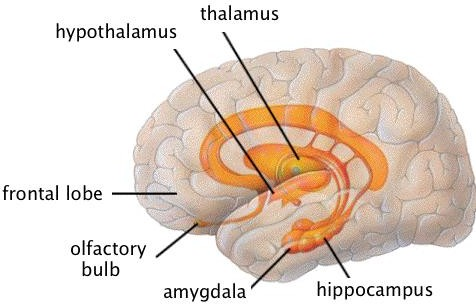 thalamus
hypothalamus
frontal lobe
olfactory
bulb
amygdala
hippocampus